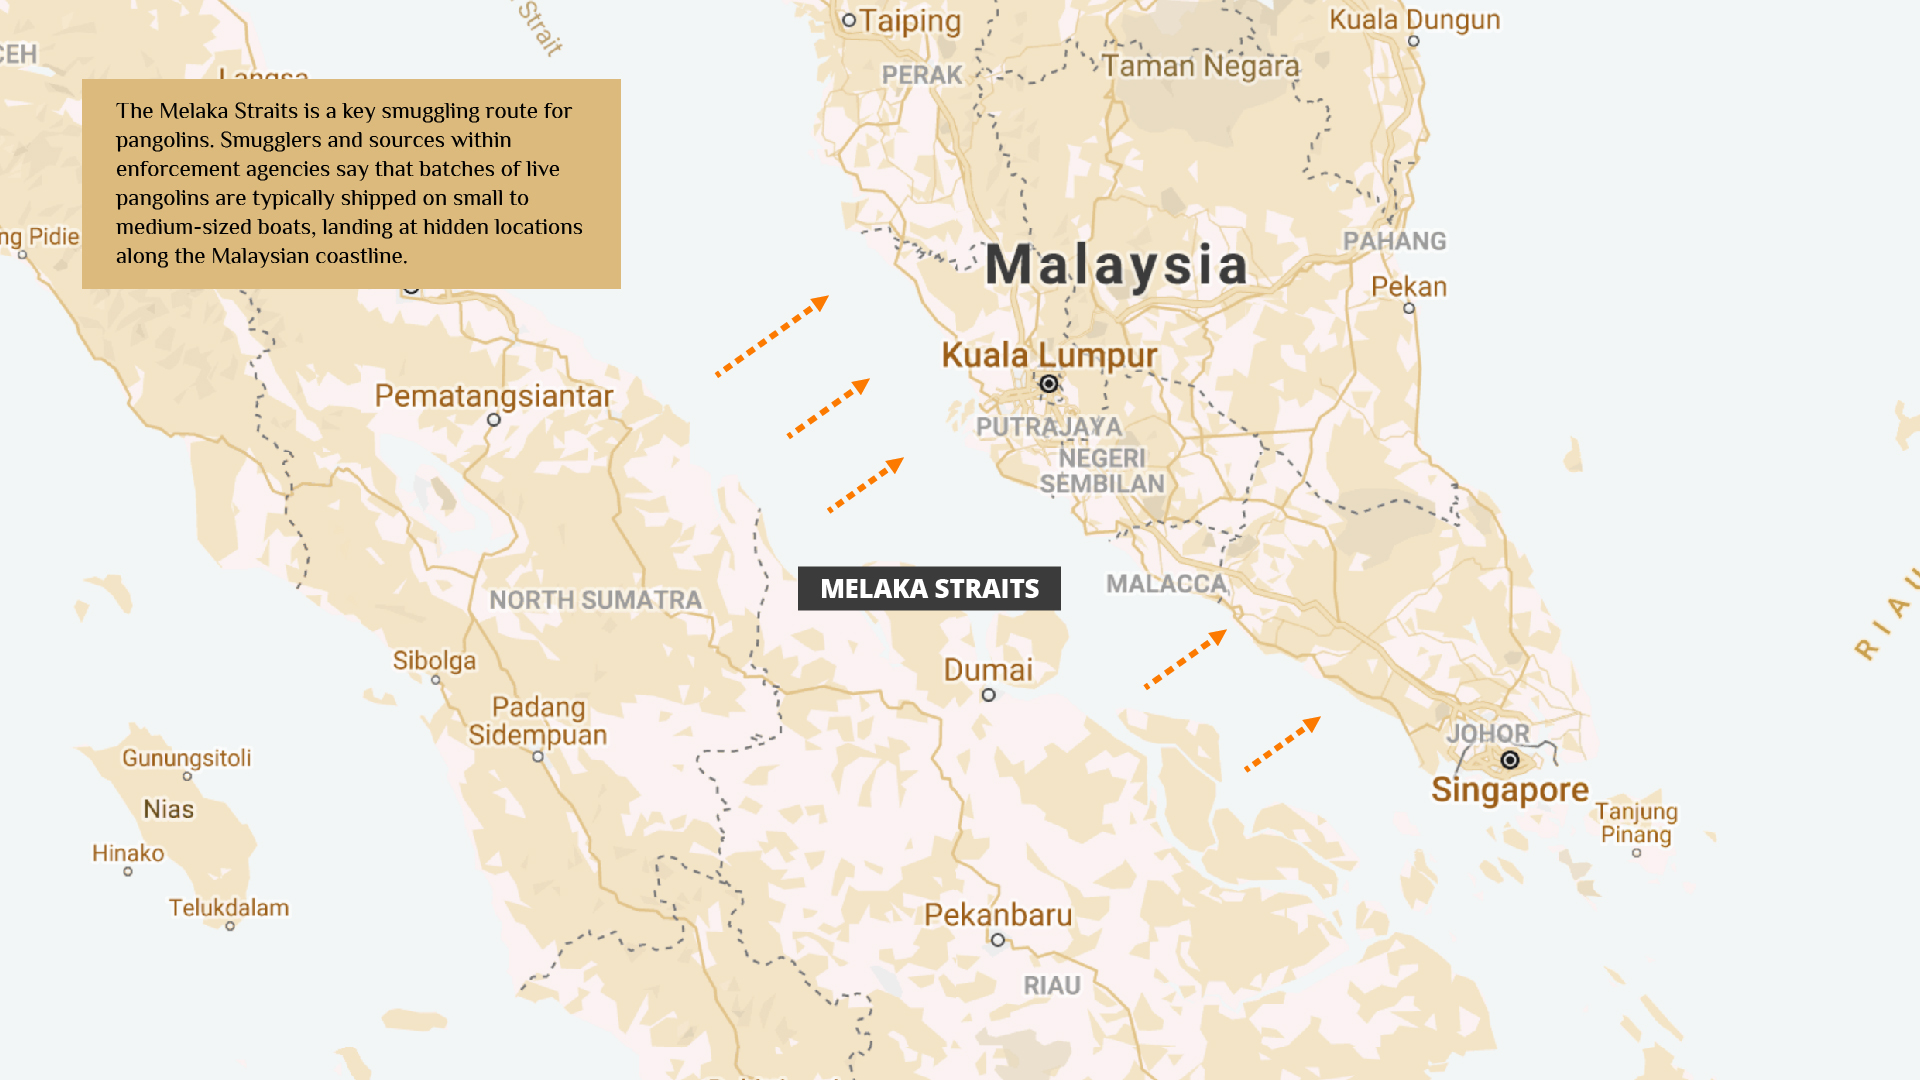 Strait
Taiping
Kuala Dungun
CEH
PERAK
Taman Negara
Langsa
The Melaka Straits is a key smuggling route for
pangolins. Smugglers and sources within
enforcement agencies say that batches of live
pangolins are typically shipped on small to
medium-sized boats, landing at hidden locations
along the Malaysian coastline.
ng Pidie
Malaysia
PAHANG
Pekan
Kuala Lumpur
Pematangsiantar
PUTRAJAYA
NEGERI
SEMBILAN
MELAKA STRAITS
MALACCA
NORTH SUMATRA
RIAU
Sibolga
Dumai
Padang
Sidempuan
JOHOR
Singapore
Gunungsitoli
Nias
Tanjung
Pinang
Hinako
Telukdalam
Pekanbaru
RIAU